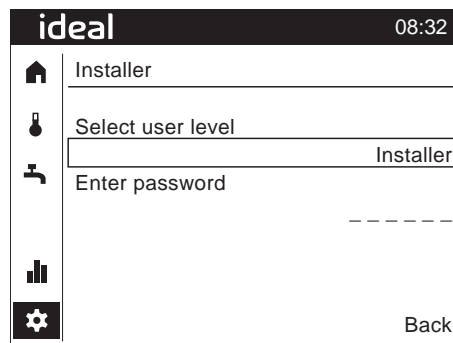 ideal 08:32
Installer
Select user level
Installer
Enter password
_ _ _ _ _ _
Back